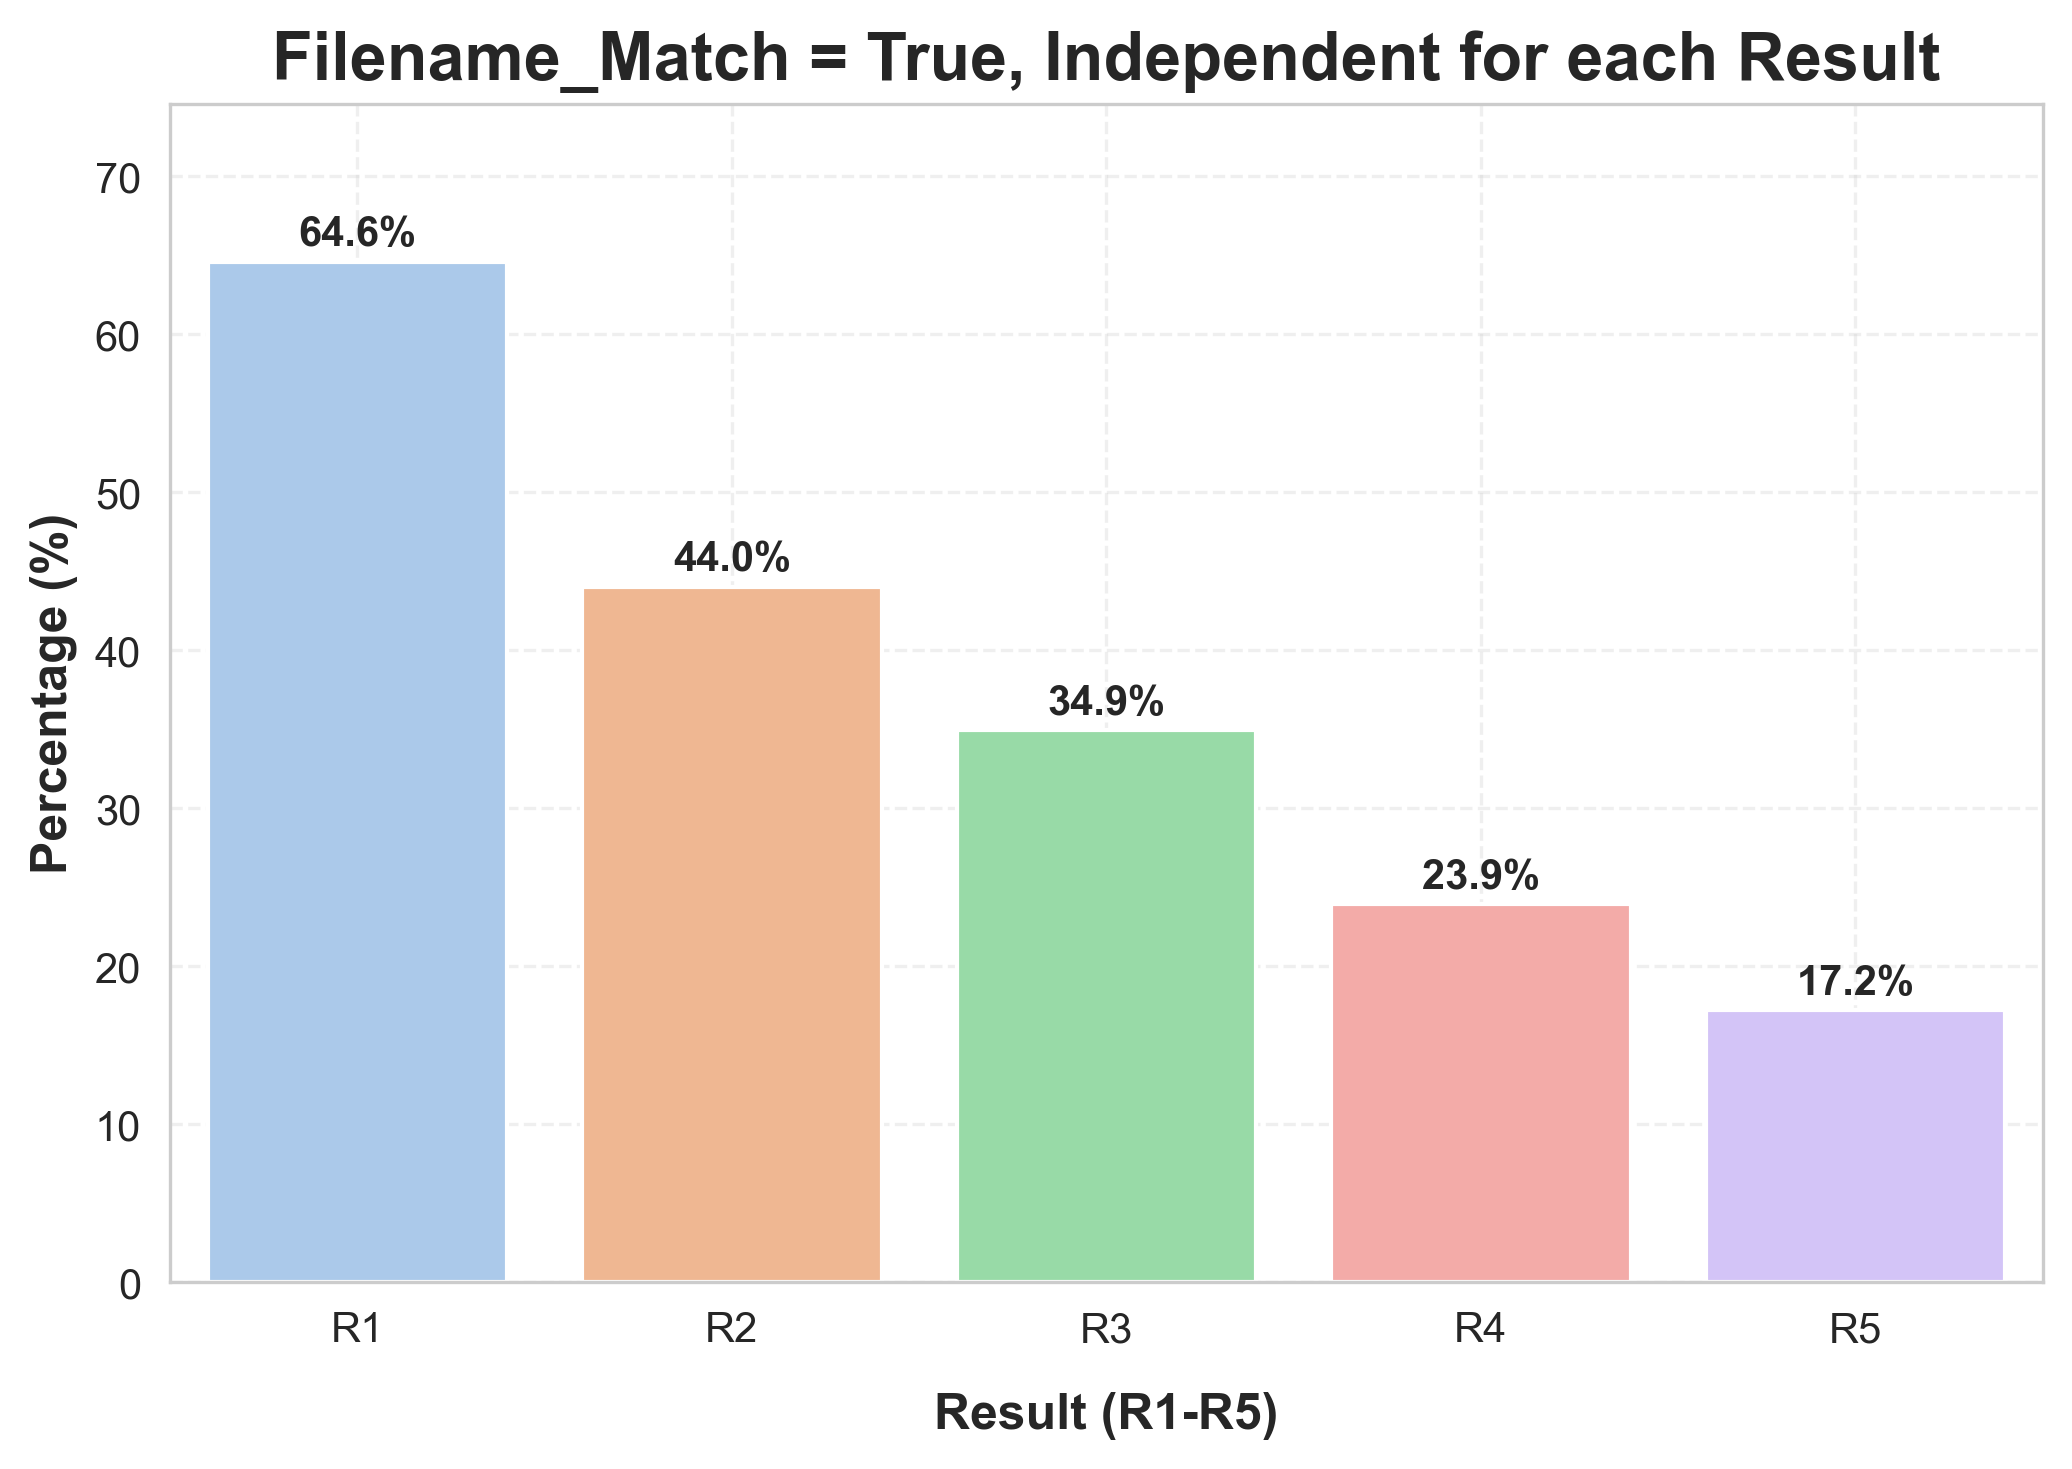 Filename_Match = True, Independent for each Result
Percentage (%)
70
60
50
40
30
20
10
0
64.6%
44.0%
34.9%
23.9%
17.2%
R1
R2
R3
R4
R5
Result (R1-R5)